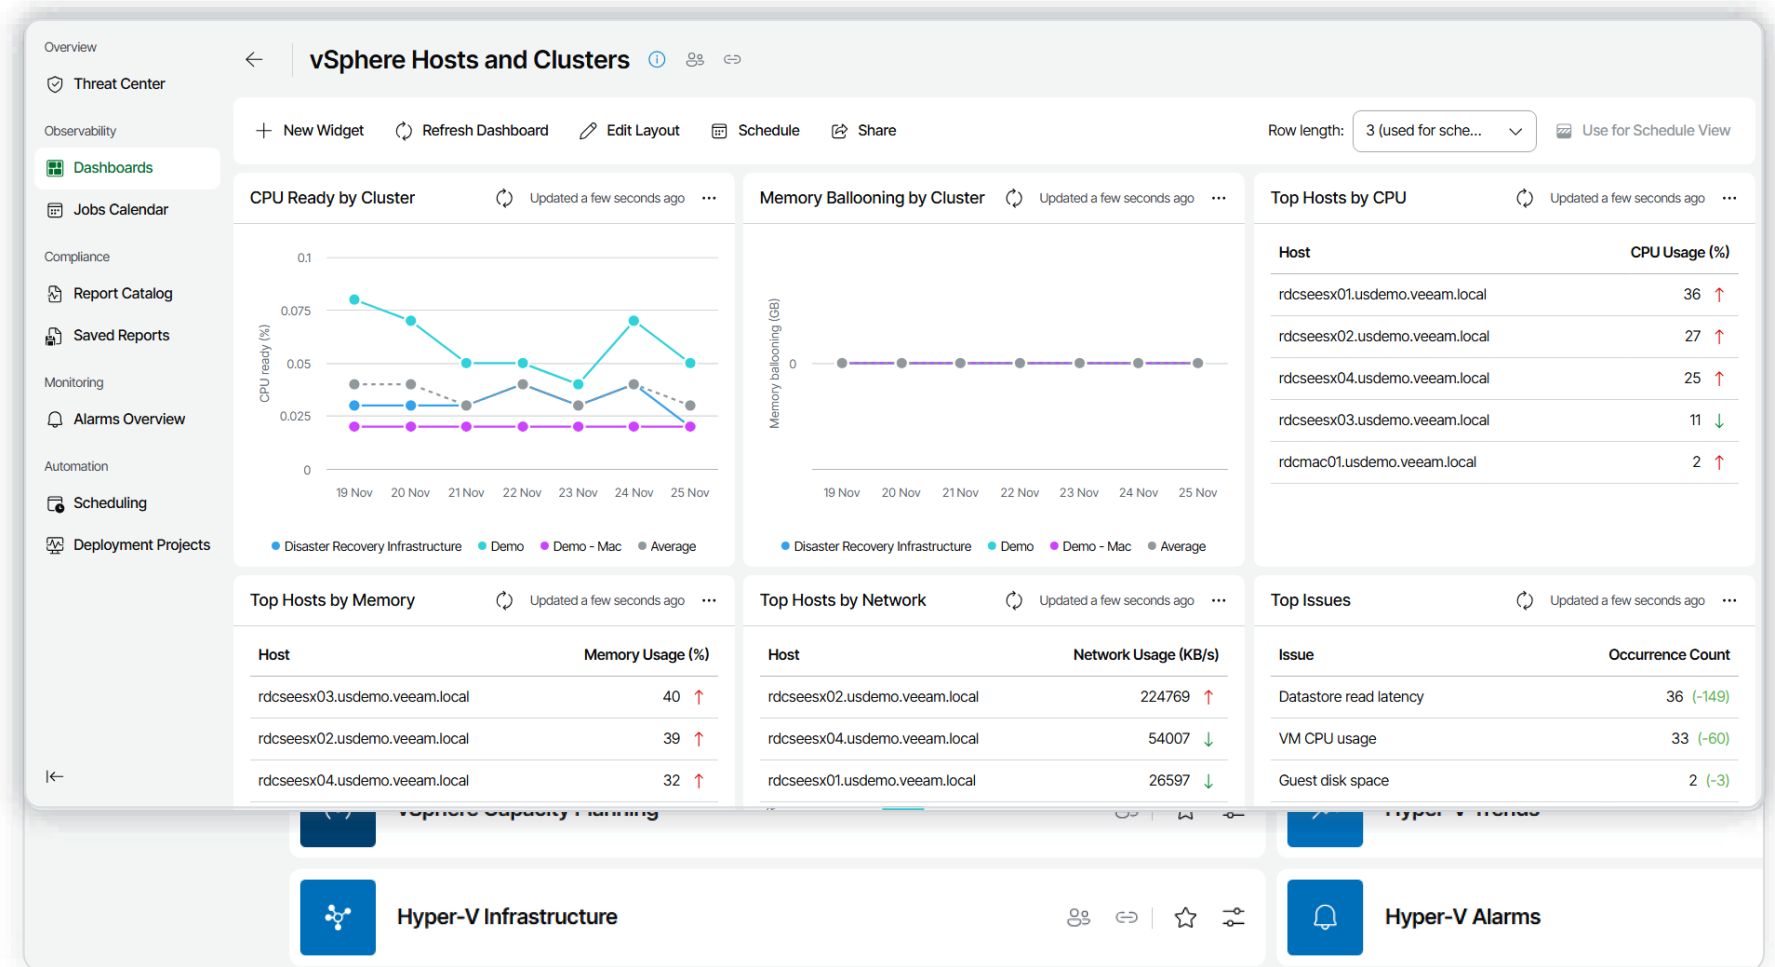 Overview
Threat Center
Observability
Dashboards
Jobs Calendar
Compliance
Report Catalog
Saved Reports
Monitoring
Alarms Overview
Automation
Scheduling
Deployment Projects
vSphere Hosts and Clusters
New Widget Refresh Dashboard Edit Layout Schedule Share
Row length: 3 (used for sche... Use for Schedule View
CPU Ready by Cluster Updated a few seconds ago ...
CPU ready (%)
0.1
0.075
0.05
0.025
0
19 Nov 20 Nov 21 Nov 22 Nov 23 Nov 24 Nov 25 Nov
Disaster Recovery Infrastructure Demo Demo - Mac Average
Memory Ballooning by Cluster Updated a few seconds ago ...
Memory ballooning (GB)
0
19 Nov 20 Nov 21 Nov 22 Nov 23 Nov 24 Nov 25 Nov
Disaster Recovery Infrastructure Demo Demo - Mac Average
Top Hosts by CPU Updated a few seconds ago ...
Host CPU Usage (%)
rdcseesx01.usdemo.veeam.local 36 ↑
rdcseesx02.usdemo.veeam.local 27 ↑
rdcseesx04.usdemo.veeam.local 25 ↑
rdcseesx03.usdemo.veeam.local 11 ↓
rdcmac01.usdemo.veeam.local 2 ↑
Top Hosts by Memory Updated a few seconds ago ...
Host Memory Usage (%)
rdcseesx03.usdemo.veeam.local 40 ↑
rdcseesx02.usdemo.veeam.local 39 ↑
rdcseesx04.usdemo.veeam.local 32 ↑
Top Hosts by Network Updated a few seconds ago ...
Host Network Usage (KB/s)
rdcseesx02.usdemo.veeam.local 224769 ↑
rdcseesx04.usdemo.veeam.local 54007 ↓
rdcseesx01.usdemo.veeam.local 26597 ↓
Top Issues Updated a few seconds ago ...
Issue Occurrence Count
Datastore read latency 36 (-149)
VM CPU usage 33 (-60)
Guest disk space 2 (-3)
vSphere Capacity Planning
Hyper-V Trends
Hyper-V Infrastructure
Hyper-V Alarms